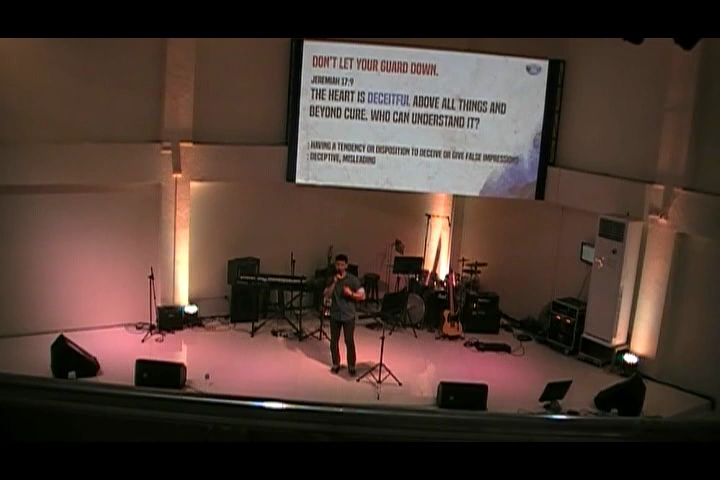 DON'T LET YOUR GUARD DOWN.
JEREMIAH 17:9
THE HEART IS DECEITFUL ABOVE ALL THINGS AND
BEYOND CURE. WHO CAN UNDERSTAND IT?
: HAVING A TENDENCY OR DISPOSITION TO DECEIVE OR GIVE FALSE IMPRESSIONS
: DECEPTIVE, MISLEADING